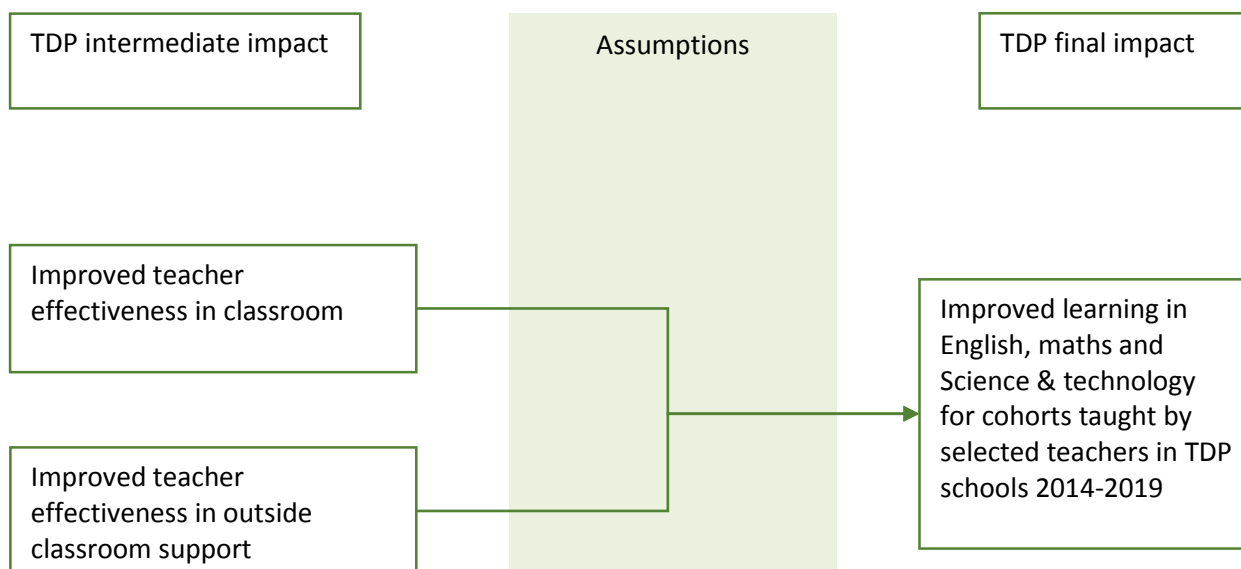 TDP intermediate impact
Assumptions
TDP final impact
Improved teacher
effectiveness in classroom
Improved teacher
effectiveness in outside
classroom support
Improved learning in
English, maths and
Science & technology
for cohorts taught by
selected teachers in TDP
schools 2014-2019